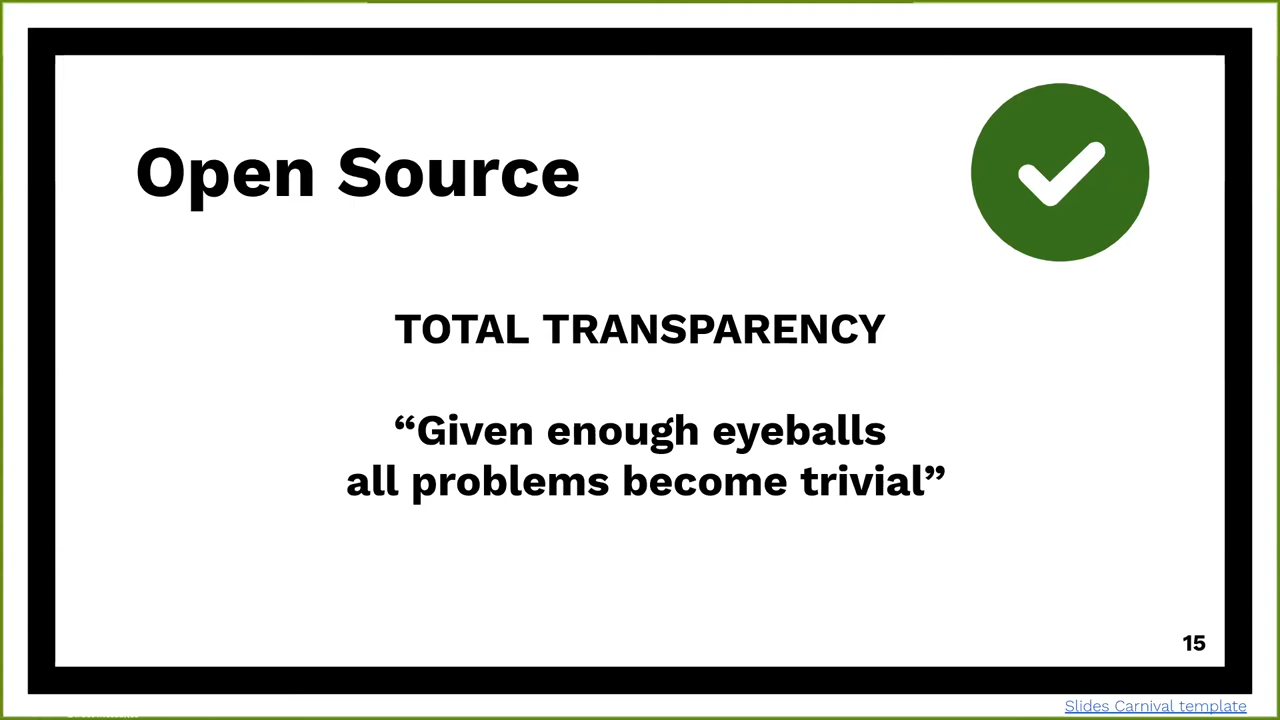 Open Source
TOTAL TRANSPARENCY
“Given enough eyeballs
all problems become trivial”
15
Slides Carnival template